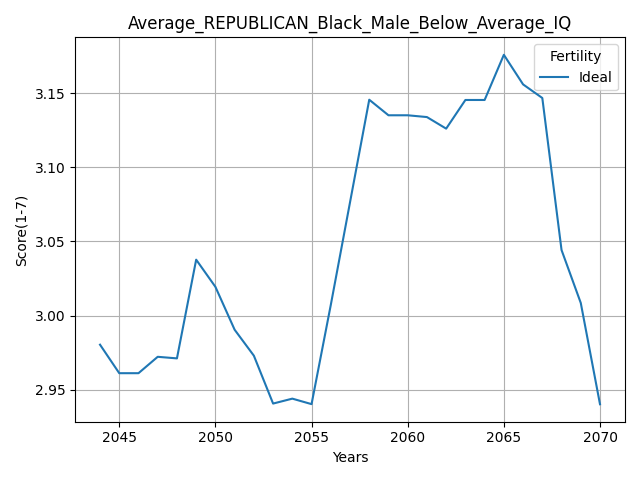 Average_REPUBLICAN_Black_Male_Below_Average_IQ
Fertility
Ideal
Score(1-7)
3.15
3.10
3.05
3.00
2.95
2045 2050 2055 2060 2065 2070
Years